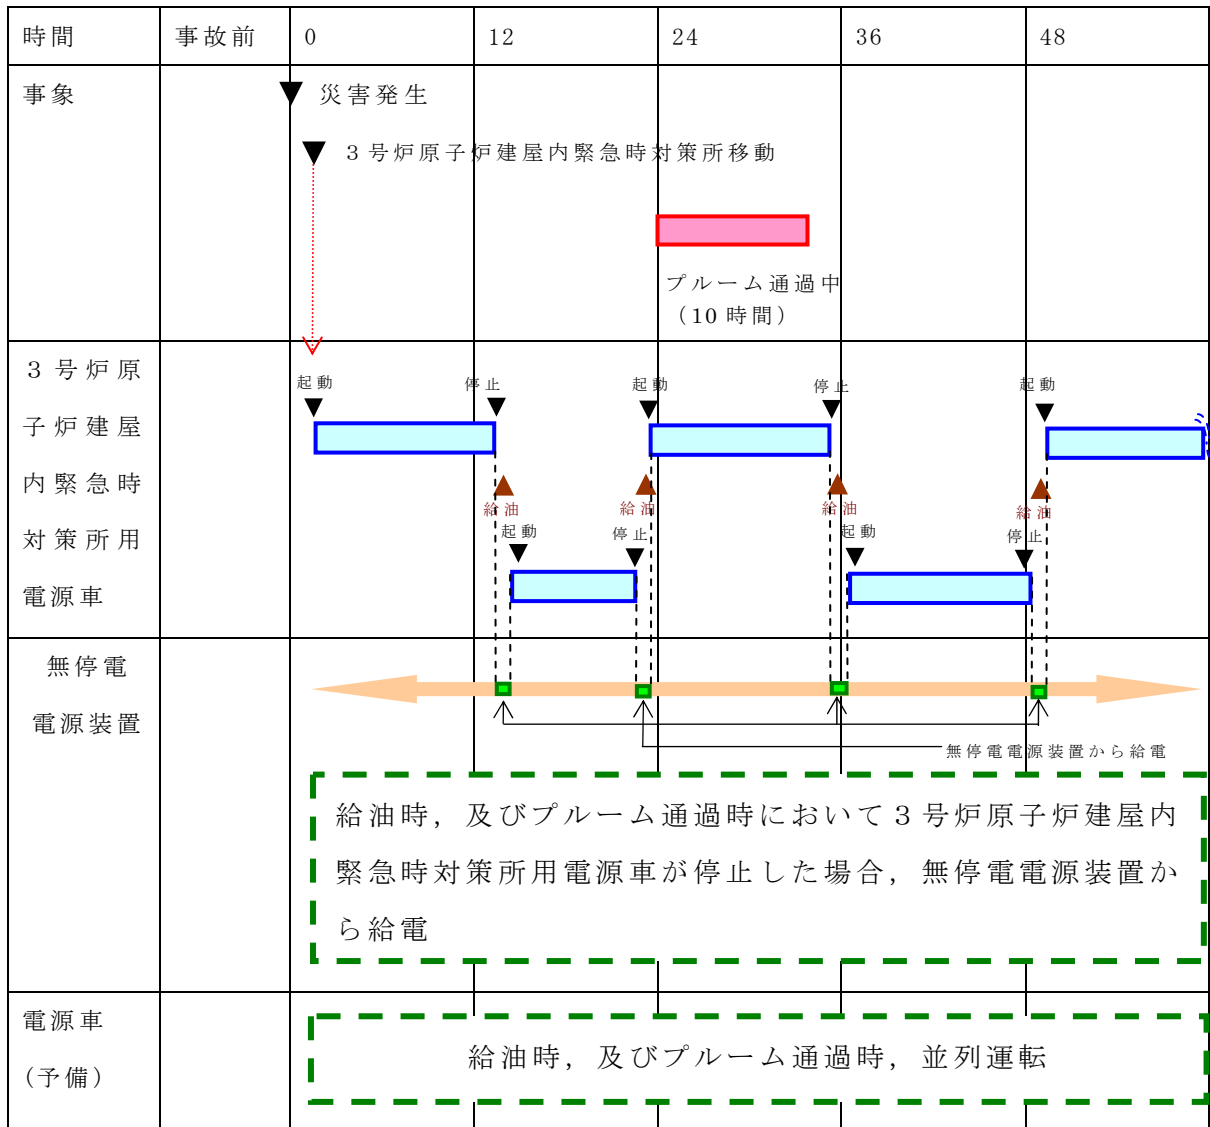 時間 事故前 0 12 24 36 48
事象
災害発生
3号炉原子炉建屋内緊急時対策所移動
プルーム通過中
（10時間）
3号炉原
子炉建屋
内緊急時
対策所用
電源車
起動 停止 起動 停止 起動
給油 給油 給油 給油
起動 停止 起動 停止
無停電
電源装置
無停電電源装置から給電
給油時，及びプルーム通過時において3号炉原子炉建屋内
緊急時対策所用電源車が停止した場合，無停電電源装置か
ら給電
電源車
(予備)
給油時，及びプルーム通過時，並列運転